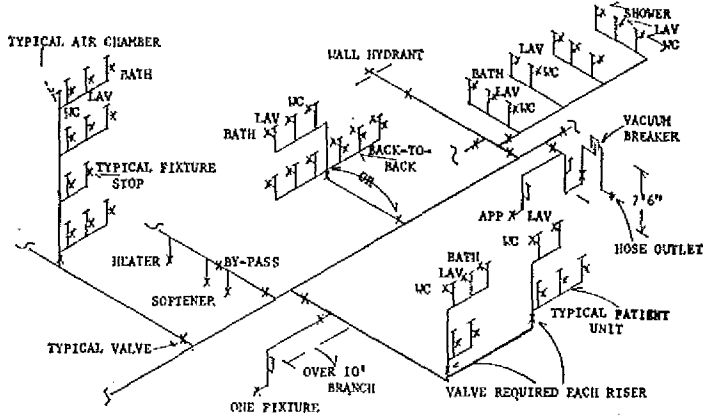 SHOWER
LAV
WC
TYPICAL AIR CHAMBER
WALL HYDRANT
BATH
WC
BATH
LAV
WC
LAV
WC
VACUUM
BREAKER
WC
LAV
BATH
BACK-TO-
BACK
TYPICAL FIXTURE
STOP
OR
7'6"
APP
LAV
HOSE OUTLET
WC
HEATER
BY-PASS
BATH
LAV
WC
SOFTENER
TYPICAL PATIENT
UNIT
TYPICAL VALVE
OVER 10'
BRANCH
VALVE REQUIRED EACH RISER
ONE FIXTURE